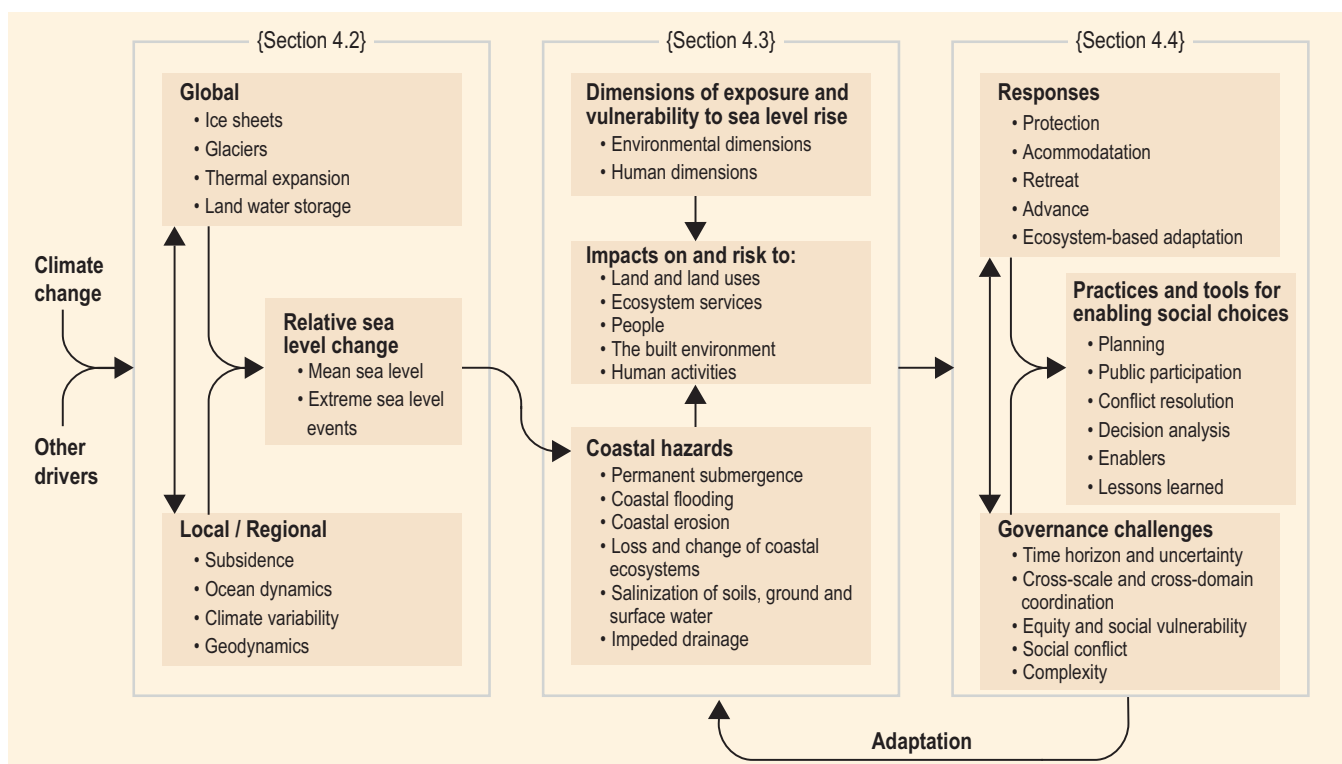 {Section 4.2}
Global
• Ice sheets
• Glaciers
• Thermal expansion
• Land water storage
Climate
change
Other
drivers
Relative sea
level change
• Mean sea level
• Extreme sea level
events
Local / Regional
• Subsidence
• Ocean dynamics
• Climate variability
• Geodynamics
{Section 4.3}
Dimensions of exposure and
vulnerability to sea level rise
• Environmental dimensions
• Human dimensions
Impacts on and risk to:
• Land and land uses
• Ecosystem services
• People
• The built environment
• Human activities
Coastal hazards
• Permanent submergence
• Coastal flooding
• Coastal erosion
• Loss and change of coastal
ecosystems
• Salinization of soils, ground and
surface water
• Impeded drainage
{Section 4.4}
Responses
• Protection
• Acommodatation
• Retreat
• Advance
• Ecosystem-based adaptation
Practices and tools for
enabling social choices
• Planning
• Public participation
• Conflict resolution
• Decision analysis
• Enablers
• Lessons learned
Governance challenges
• Time horizon and uncertainty
• Cross-scale and cross-domain
coordination
• Equity and social vulnerability
• Social conflict
• Complexity
Adaptation